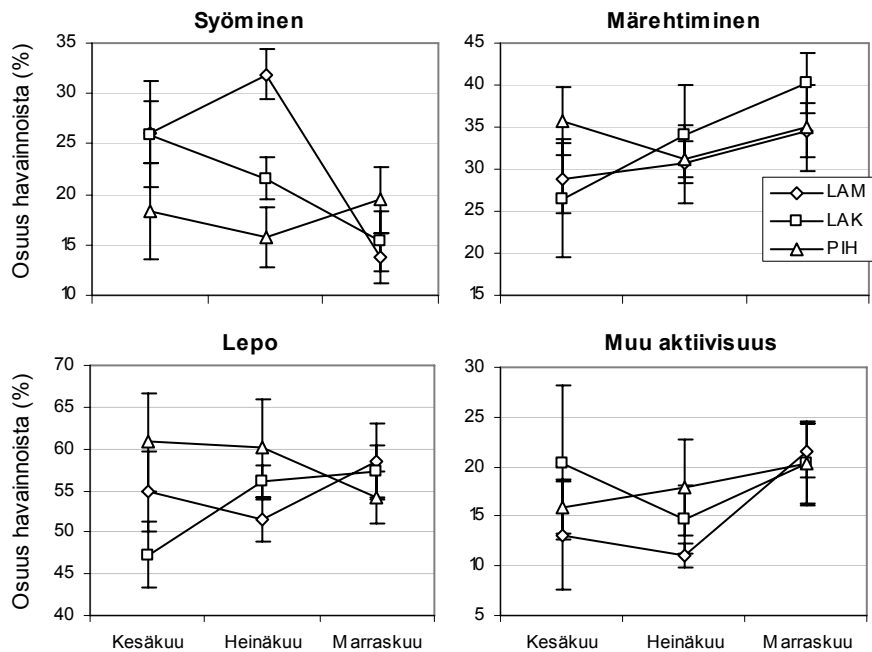 Syöminen
Osuus havainnoista (%)
35
30
25
20
15
10
Märehtiminen
45
40
35
30
25
20
15
LAM
LAK
PIH
Lepo
Osuus havainnoista (%)
70
65
60
55
50
45
40
Kesäkuu Heinäkuu Marraskuu
Muu aktiivisuus
30
25
20
15
10
5
Kesäkuu Heinäkuu Marraskuu